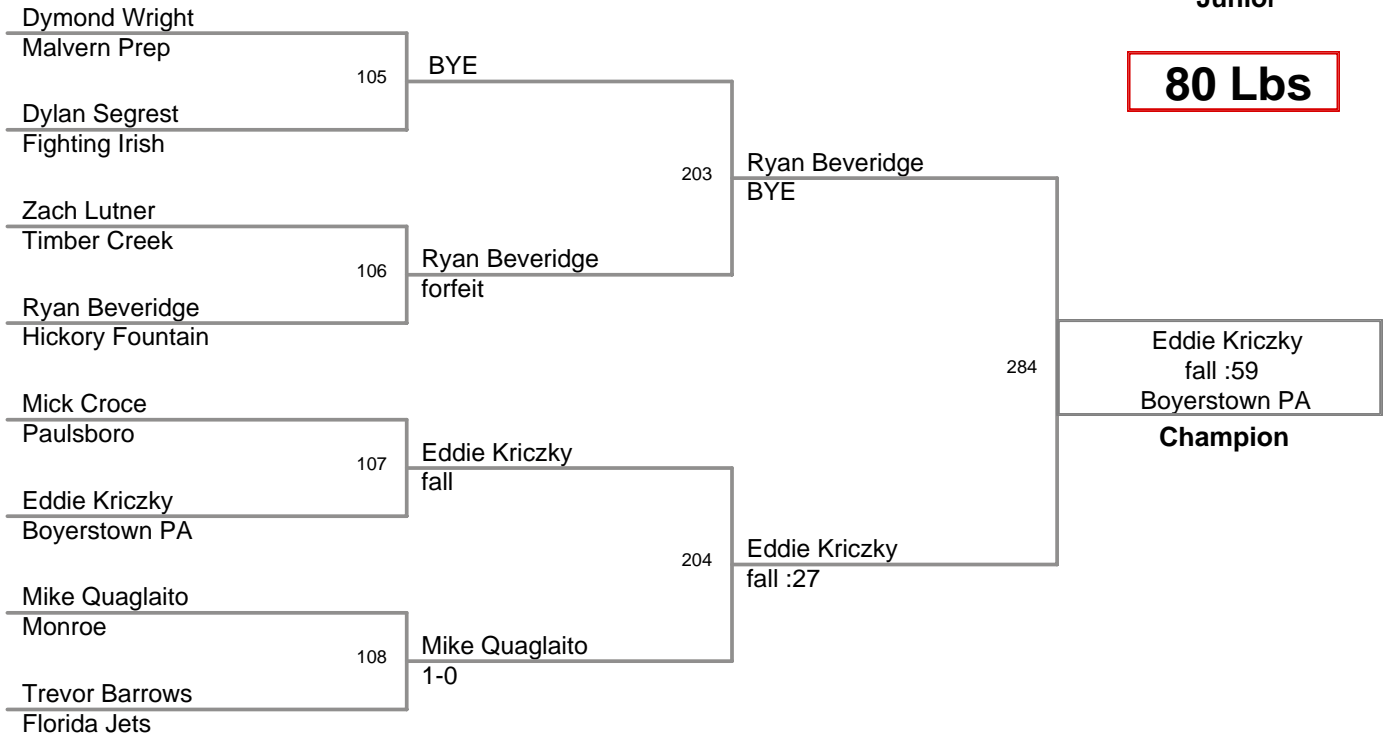 Junior
80 Lbs
Dymond Wright
Malvern Prep
105
Dylan Segrest
Fighting Irish
BYE
Zach Lutner
Timber Creek
106
Ryan Beveridge
Hickory Fountain
Ryan Beveridge
forfeit
203
Ryan Beveridge
BYE
Mick Croce
Paulsboro
107
Eddie Kriczky
Boyerstown PA
Eddie Kriczky
fall
Mike Quaglaito
Monroe
108
Trevor Barrows
Florida Jets
Mike Quaglaito
1-0
204
Eddie Kriczky
fall :27
284
Eddie Kriczky
fall :59
Boyerstown PA
Champion